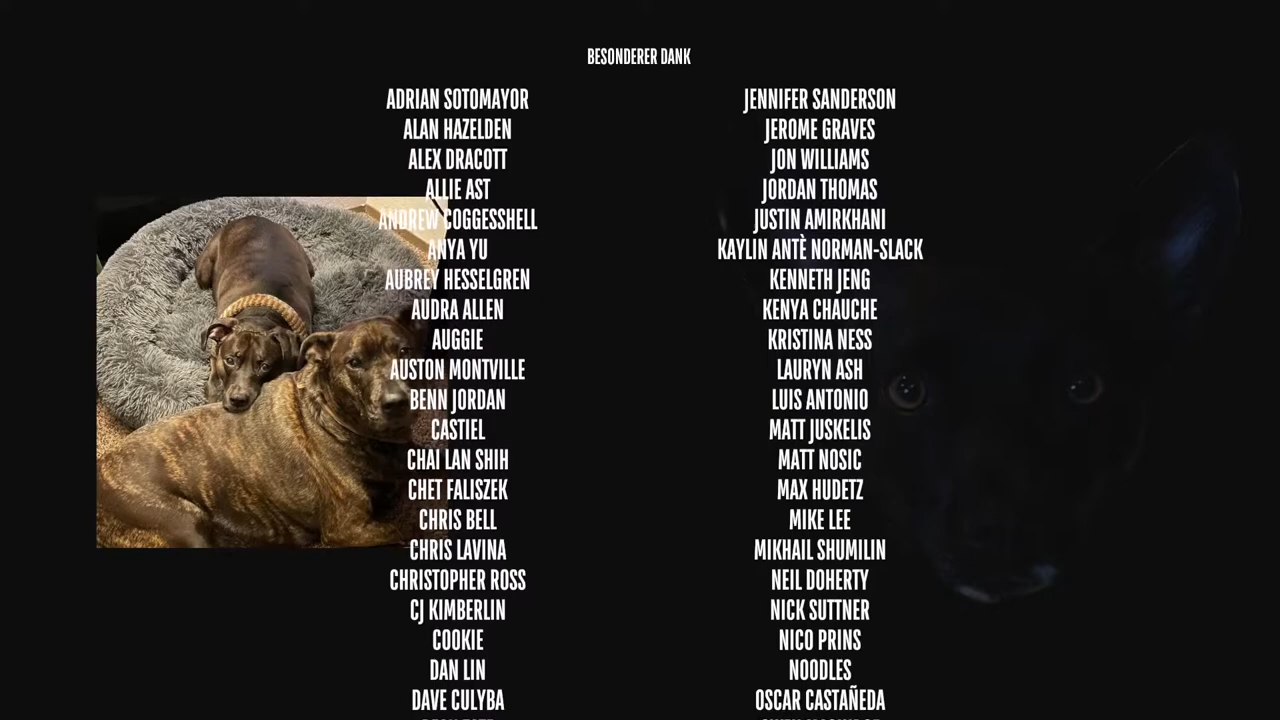 BESONDERER DANK
ADRIAN SOTOMAYOR
ALAN HAZELDEN
ALEX DRACOTT
ALLIE AST
ANDREW COGGESSHELL
ANYA YU
AUBREY HESSELGREN
AUDRA ALLEN
AUGGIE
AUSTON MONTVILLE
BENN JORDAN
CASTIEL
CHAI LAN SHIH
CHET FALISZEK
CHRIS BELL
CHRIS LAVINA
CHRISTOPHER ROSS
CJ KIMBERLIN
COOKIE
DAN LIN
DAVE CULYBA
JENNIFER SANDERSON
JEROME GRAVES
JON WILLIAMS
JORDAN THOMAS
JUSTIN AMIRKHANI
KAYLIN ANTÈ NORMAN-SLACK
KENNETH JENG
KENYA CHAUCHE
KRISTINA NESS
LAURYN ASH
LUIS ANTONIO
MATT JUSKELIS
MATT NOSIC
MAX HUDETZ
MIKE LEE
MIKHAIL SHUMILIN
NEIL DOHERTY
NICK SUTTNER
NICO PRINS
NOODLES
OSCAR CASTAÑEDA